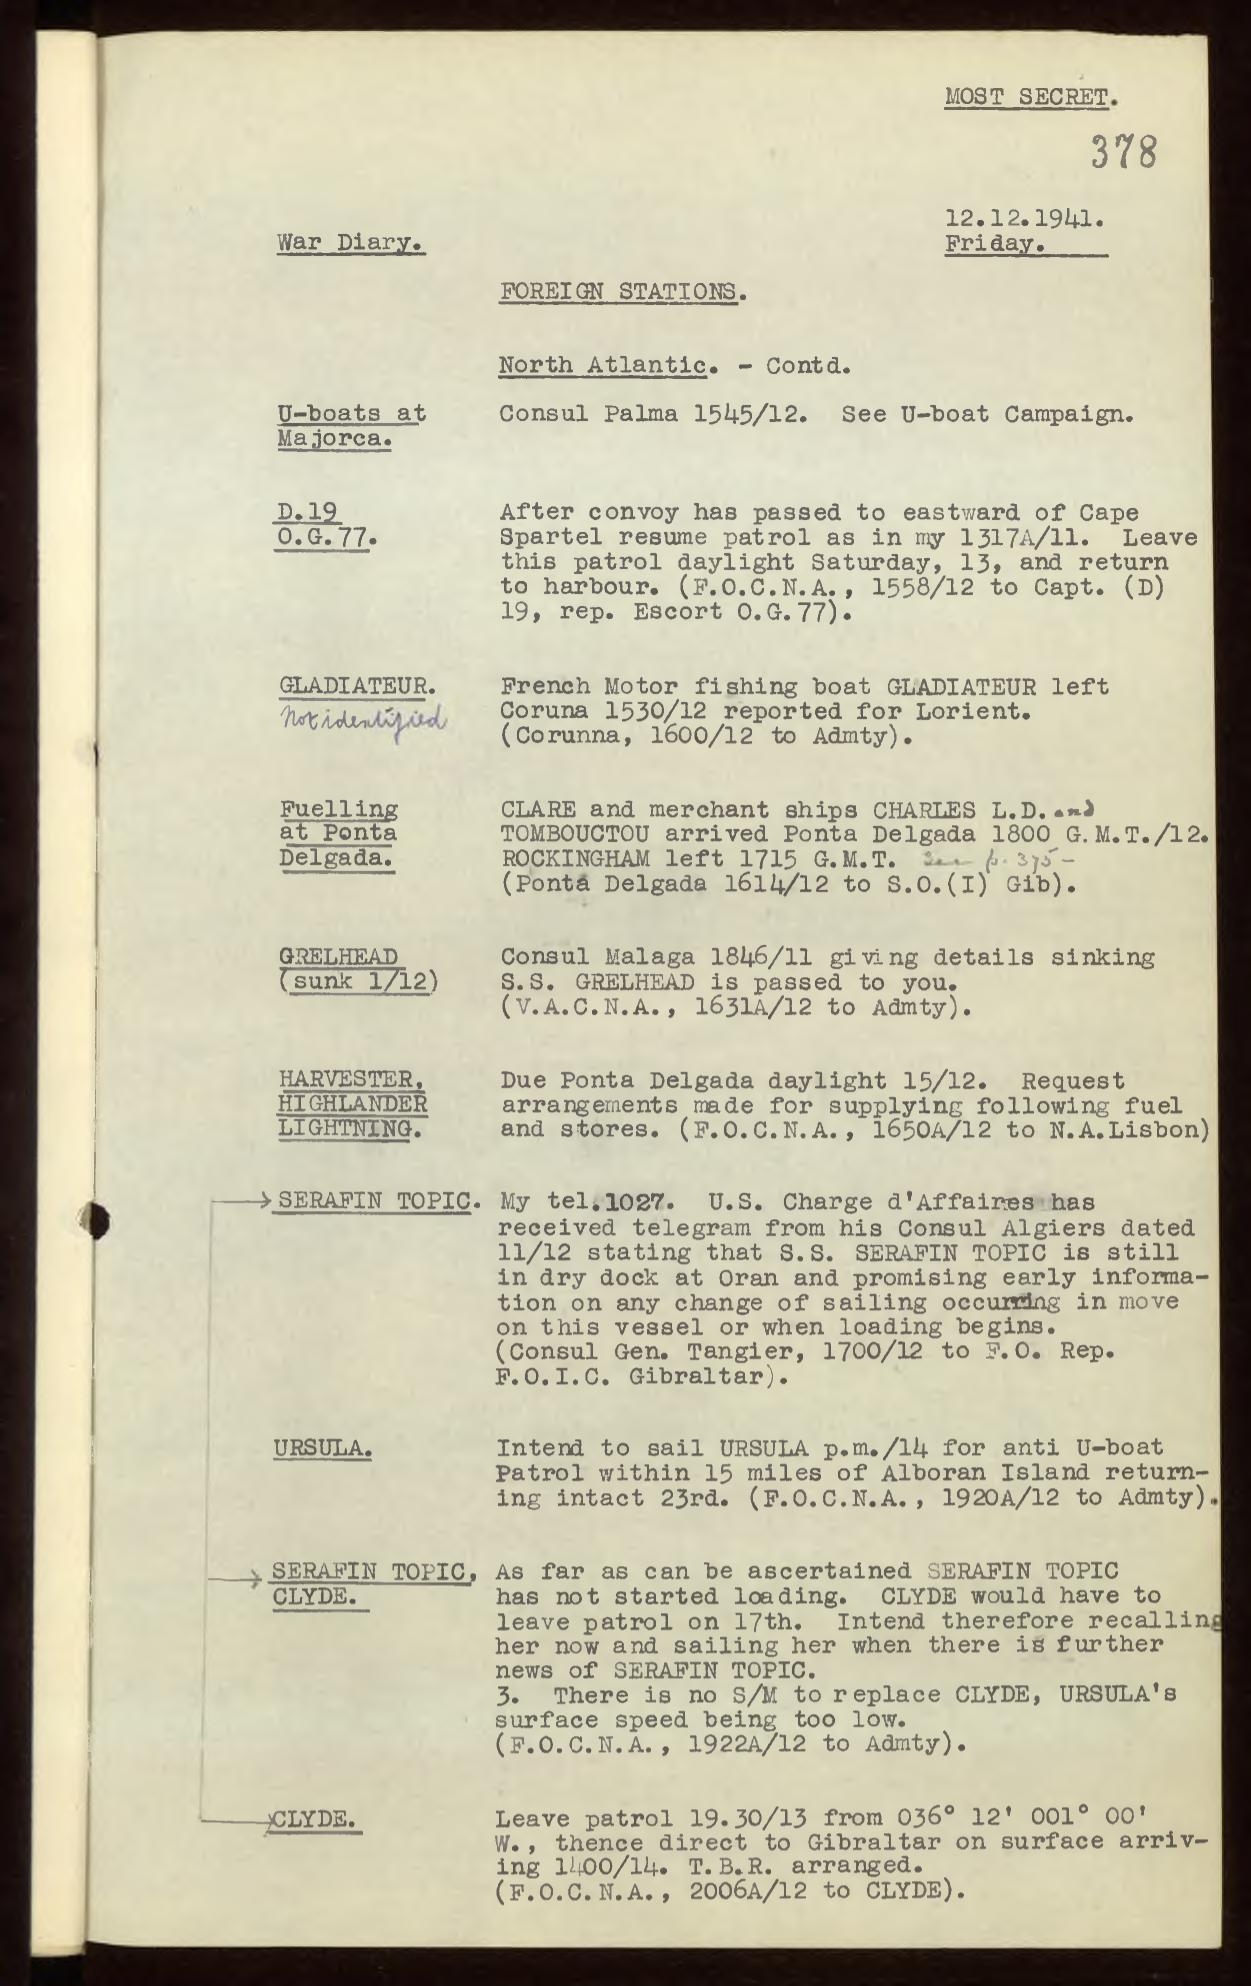 MOST SECRET.
378
12.12.1941.
War Diary.
Friday.
FOREIGN STATIONS.
North Atlantic. - Contd.
U-boats at
Majorca.
Consul Palma 1545/12. See U-boat Campaign.
D.19
O.G.77.
After convoy has passed to eastward of Cape
Spartel resume patrol as in my 1317A/11. Leave
this patrol daylight Saturday, 13, and return
to harbour. (F.O.C.N.A., 1558/12 to Capt. (D)
19, rep. Escort O.G.77).
GLADIATEUR.
Not identified
French Motor fishing boat GLADIATEUR left
Coruna 1530/12 reported for Lorient.
(Corunna, 1600/12 to Admty).
Fuelling
at Ponta
Delgada.
CLARE and merchant ships CHARLES L.D. and
TOMBOUCTOU arrived Ponta Delgada 1800 G.M.T./12.
ROCKINGHAM left 1715 G.M.T. See p. 375-
(Ponta Delgada 1614/12 to S.O.(I) Gib).
GRELHEAD
(sunk 1/12)
Consul Malaga 1846/11 giving details sinking
S.S. GRELHEAD is passed to you.
(V.A.C.N.A., 1631A/12 to Admty).
HARVESTER,
HIGHLANDER
LIGHTNING.
Due Ponta Delgada daylight 15/12. Request
arrangements made for supplying following fuel
and stores. (F.O.C.N.A., 1650A/12 to N.A.Lisbon)
SERAFIN TOPIC.
My tel.1027. U.S. Charge d'Affaires has
received telegram from his Consul Algiers dated
11/12 stating that S.S. SERAFIN TOPIC is still
in dry dock at Oran and promising early informa-
tion on any change of sailing occurring in move
on this vessel or when loading begins.
(Consul Gen. Tangier, 1700/12 to F.O. Rep.
F.O.I.C. Gibraltar).
URSULA.
Intend to sail URSULA p.m./14 for anti U-boat
Patrol within 15 miles of Alboran Island return-
ing intact 23rd. (F.O.C.N.A., 1920A/12 to Admty).
SERAFIN TOPIC,
CLYDE.
As far as can be ascertained SERAFIN TOPIC
has not started loading. CLYDE would have to
leave patrol on 17th. Intend therefore recalling
her now and sailing her when there is further
news of SERAFIN TOPIC.
3. There is no S/M to replace CLYDE, URSULA's
surface speed being too low.
(F.O.C.N.A., 1922A/12 to Admty).
CLYDE.
Leave patrol 19.30/13 from 036° 12' 001° 00'
W., thence direct to Gibraltar on surface arriv-
ing 1400/14. T.B.R. arranged.
(F.O.C.N.A., 2006A/12 to CLYDE).